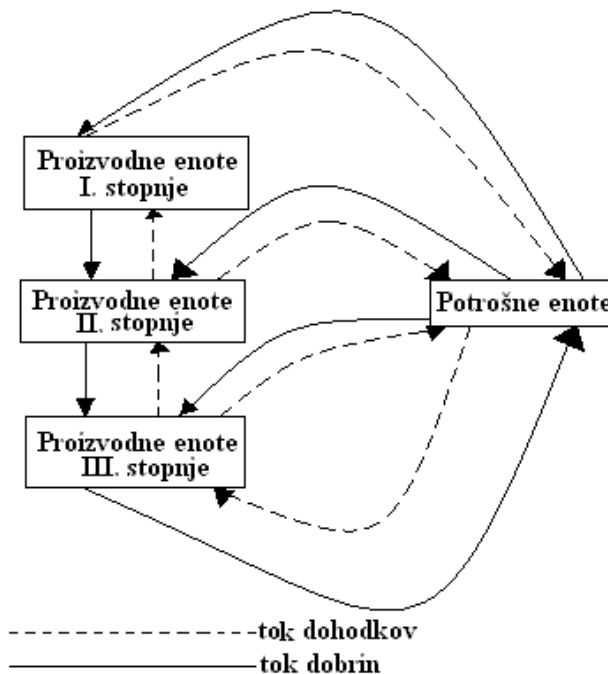 Proizvodne enote
I. stopnje
Proizvodne enote
II. stopnje
Potrošne enote
Proizvodne enote
III. stopnje
tok dohodkov
tok dobrin